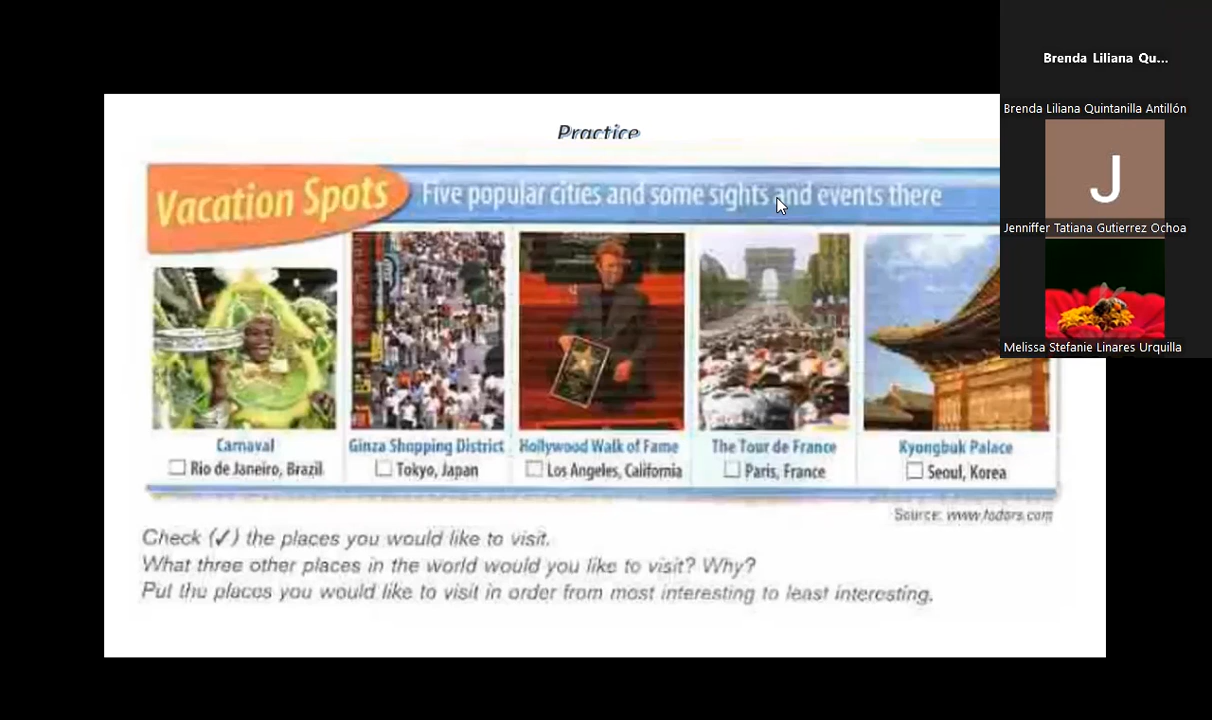 Practice
Vacation Spots
Five popular cities and some sights and events there
Carnaval
Rio de Janeiro, Brazil
Ginza Shopping District
Tokyo, Japan
Hollywood Walk of Fame
Los Angeles, California
The Tour de France
Paris, France
Kyongbuk Palace
Seoul, Korea
Source: www.fodors.com
Check (✓) the places you would like to visit.
What three other places in the world would you like to visit? Why?
Put the places you would like to visit in order from most interesting to least interesting.
Brenda Liliana Qu...
Brenda Liliana Quintanilla Antillón
J
Jenniffer Tatiana Gutierrez Ochoa
Melissa Stefanie Linares Urquilla